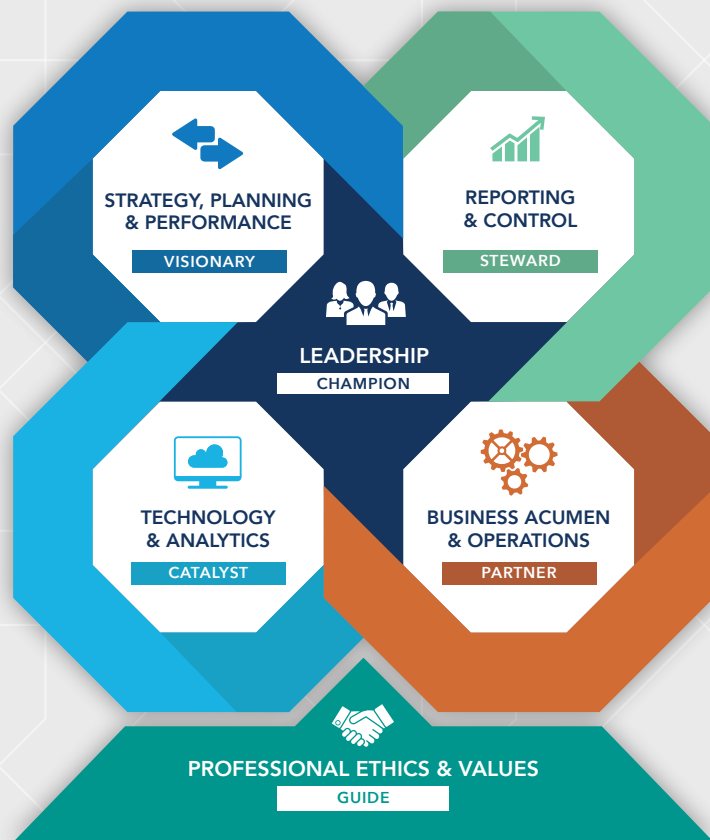 STRATEGY, PLANNING
& PERFORMANCE
VISIONARY
REPORTING
& CONTROL
STEWARD
LEADERSHIP
CHAMPION
TECHNOLOGY
& ANALYTICS
CATALYST
BUSINESS ACUMEN
& OPERATIONS
PARTNER
PROFESSIONAL ETHICS & VALUES
GUIDE